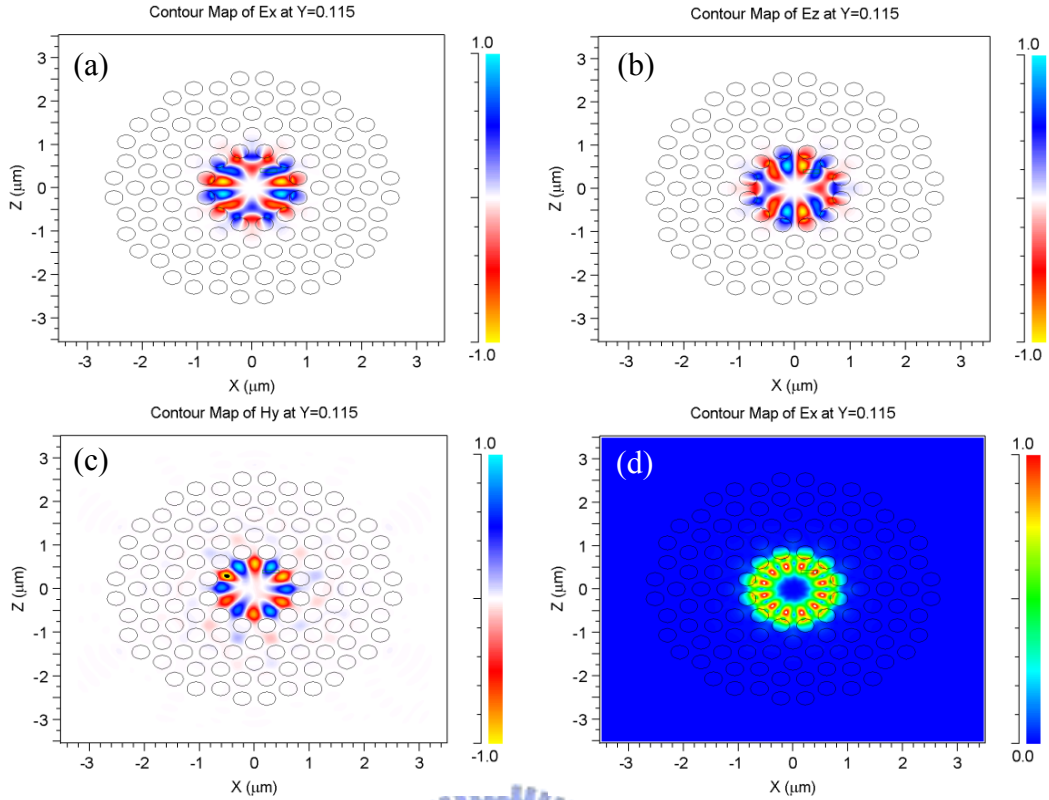 Contour Map of Ex at Y=0.115
(a)
3
2
1
0
-1
-2
-3
Z (μm)
-3 -2 -1 0 1 2 3
X (μm)
1.0
-1.0
Contour Map of Ez at Y=0.115
(b)
3
2
1
0
-1
-2
-3
Z (μm)
-3 -2 -1 0 1 2 3
X (μm)
1.0
-1.0
Contour Map of Hy at Y=0.115
(c)
3
2
1
0
-1
-2
-3
Z (μm)
-3 -2 -1 0 1 2 3
X (μm)
1.0
-1.0
Contour Map of Ex at Y=0.115
(d)
3
2
1
0
-1
-2
-3
Z (μm)
-3 -2 -1 0 1 2 3
X (μm)
1.0
0.0